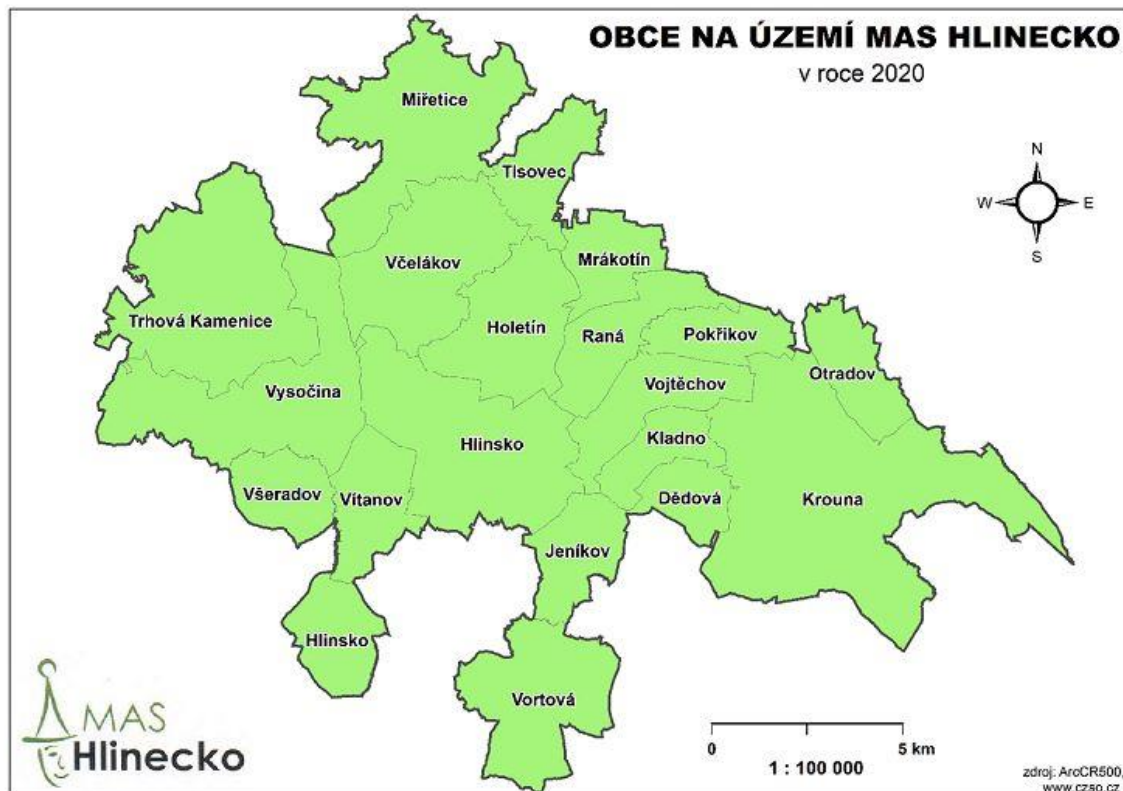 OBCE NA ÚZEMÍ MAS HLINECKO
v roce 2020
Miřetice
Tisovec
N
W
E
S
Včelákov
Mrákotín
Trhová Kamenice
Holetín
Raná
Pokřikov
Otradov
Vysočina
Vojtěchov
Hlinsko
Kladno
Všeradov
Vítanov
Dědová
Krouna
Jeníkov
Hlinsko
Vortová
MAS
Hlinecko
0
5 km
1 : 100 000
zdroj: ArcCR500,
www.czso.cz